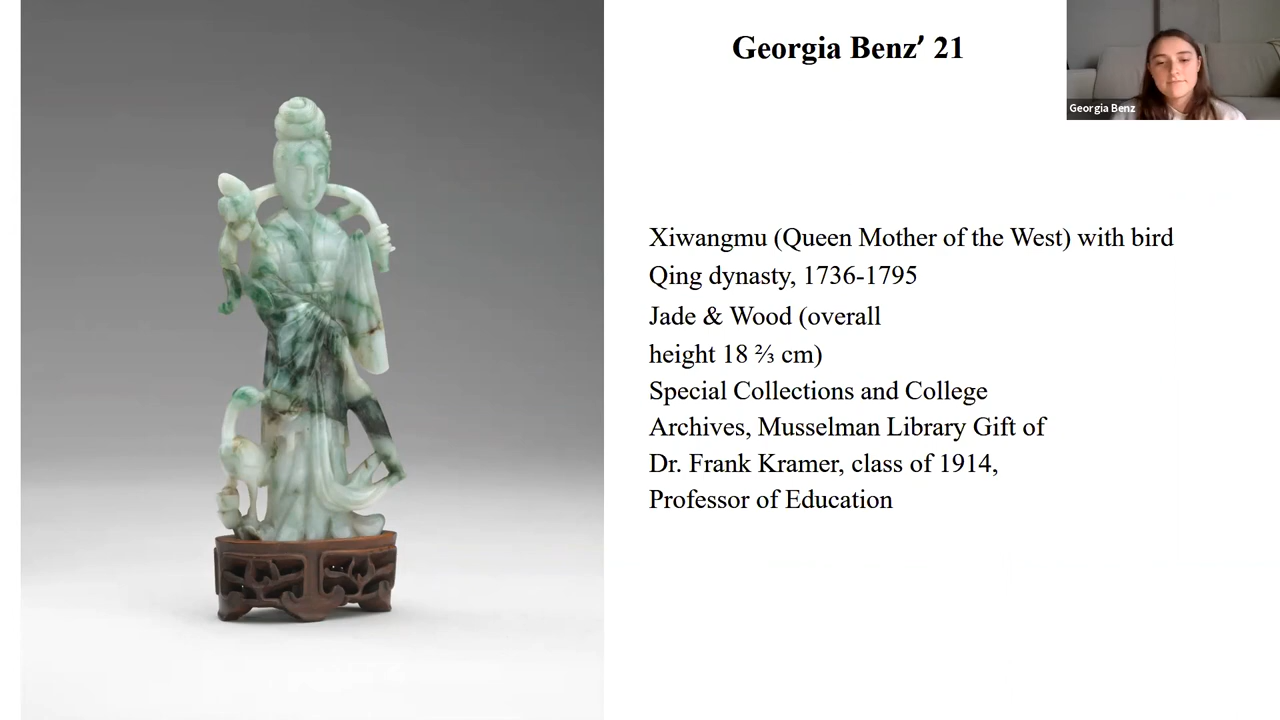 Georgia Benz’ 21
Georgia Benz
Xiwangmu (Queen Mother of the West) with bird
Qing dynasty, 1736-1795
Jade & Wood (overall
height 18 ⅔ cm)
Special Collections and College
Archives, Musselman Library Gift of
Dr. Frank Kramer, class of 1914,
Professor of Education